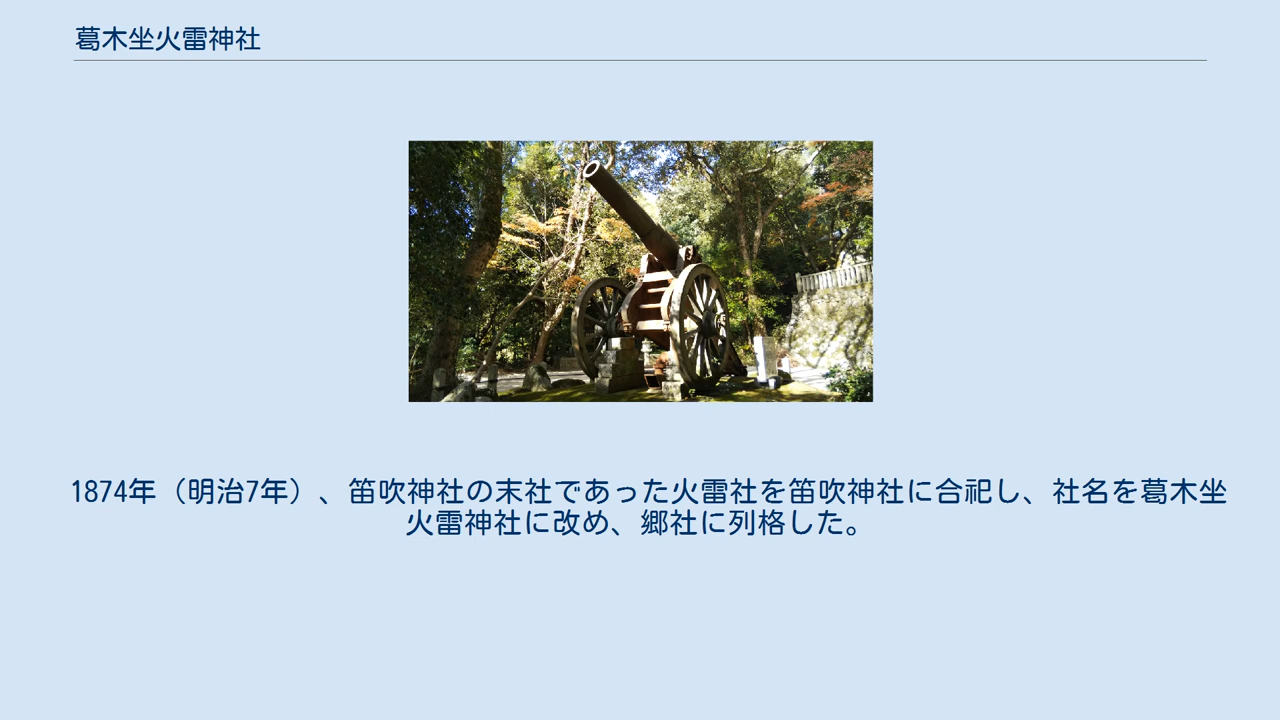 葛木坐火雷神社
1874年（明治7年）、笛吹神社の末社であった火雷社を笛吹神社に合祀し、社名を葛木坐
火雷神社に改め、郷社に列格した。